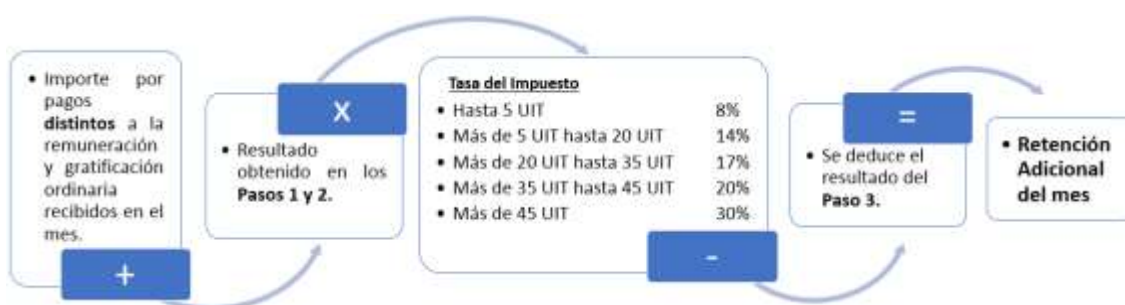 • Importe por
pagos
distintos a la
remuneración
y gratificación
ordinaria
recibidos en el
mes.
+
X
• Resultado
obtenido en los
Pasos 1 y 2.
Tasa del Impuesto
• Hasta 5 UIT 8%
• Más de 5 UIT hasta 20 UIT 14%
• Más de 20 UIT hasta 35 UIT 17%
• Más de 35 UIT hasta 45 UIT 20%
• Más de 45 UIT 30%
-
=
• Se deduce el
resultado del
Paso 3.
• Retención
Adicional
del mes